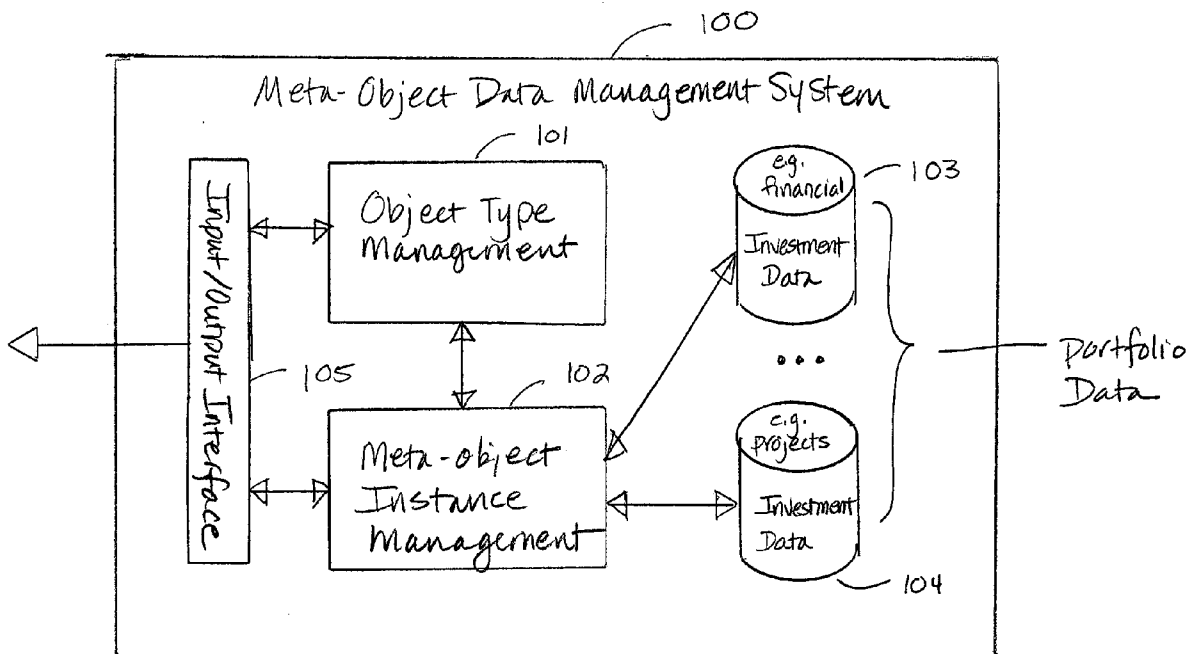 100
Meta-Object Data Management System
101
Object Type
Management
Input/Output Interface
105
102
Meta-object
Instance
Management
e.g.
financial
Investment
Data
103
...
e.g.
projects
Investment
Data
104
Portfolio
Data